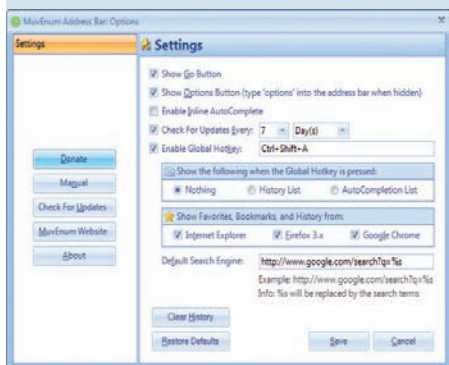 MuvEnum Address Bar: Options
Settings
Settings
Show Go Button
Show Options Button (type 'options' into the address bar when hidden)
Enable Inline AutoComplete
Check For Updates Every: 7 Day(s)
Enable Global Hotkey: Ctrl+Shift+A
Show the following when the Global Hotkey is pressed:
Nothing History List AutoCompletion List
Show Favorites, Bookmarks, and History from:
Internet Explorer Firefox 3.x Google Chrome
Default Search Engine: http://www.google.com/search?q=%s
Example: http://www.google.com/search?q=%s
Info: %s will be replaced by the search terms
Donate
Manual
Check For Updates
MuvEnum Website
About
Clear History
Restore Defaults Save Cancel